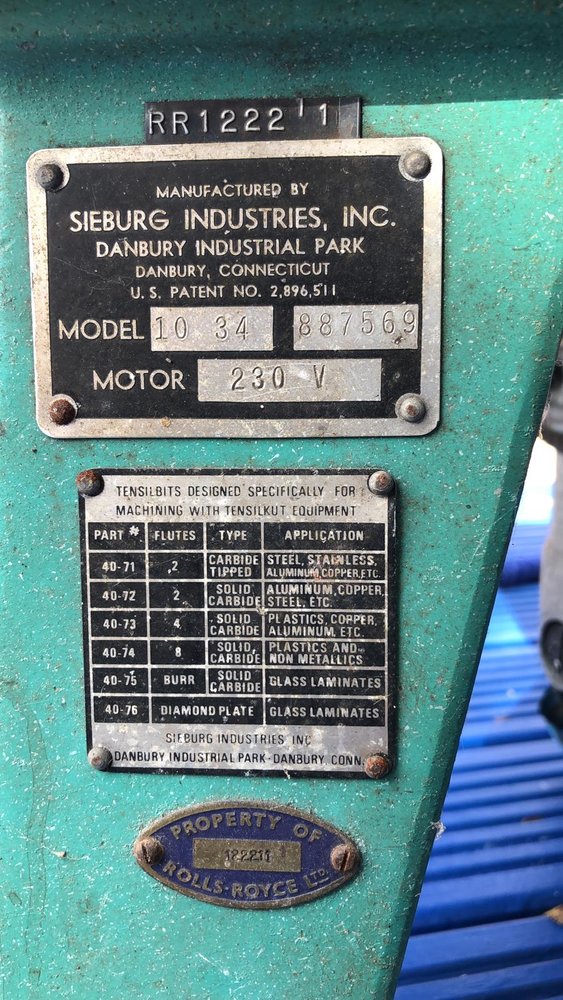 RR1222'1
MANUFACTURED BY
SIEBURG INDUSTRIES, INC.
DANBURY INDUSTRIAL PARK
DANBURY, CONNECTICUT
U. S. PATENT NO. 2,896,511
MODEL 10 34 887569
MOTOR 230 V
TENSILBITS DESIGNED SPECIFICALLY FOR
MACHINING WITH TENSILKUT EQUIPMENT
PART # FLUTES TYPE APPLICATION
40-71 2 CARBIDE TIPPED STEEL, STAINLESS, ALUMINUM, COPPER, ETC.
40-72 2 SOLID CARBIDE ALUMINUM, COPPER, STEEL, ETC.
40-73 4 SOLID CARBIDE PLASTICS, COPPER, ALUMINUM, ETC.
40-74 8 SOLID CARBIDE PLASTICS AND NON METALLICS
40-75 BURR SOLID CARBIDE GLASS LAMINATES
40-76 DIAMOND PLATE GLASS LAMINATES
SIEBURG INDUSTRIES INC
DANBURY INDUSTRIAL PARK - DANBURY CONN.
PROPERTY OF
122211
ROLLS-ROYCE LTD.